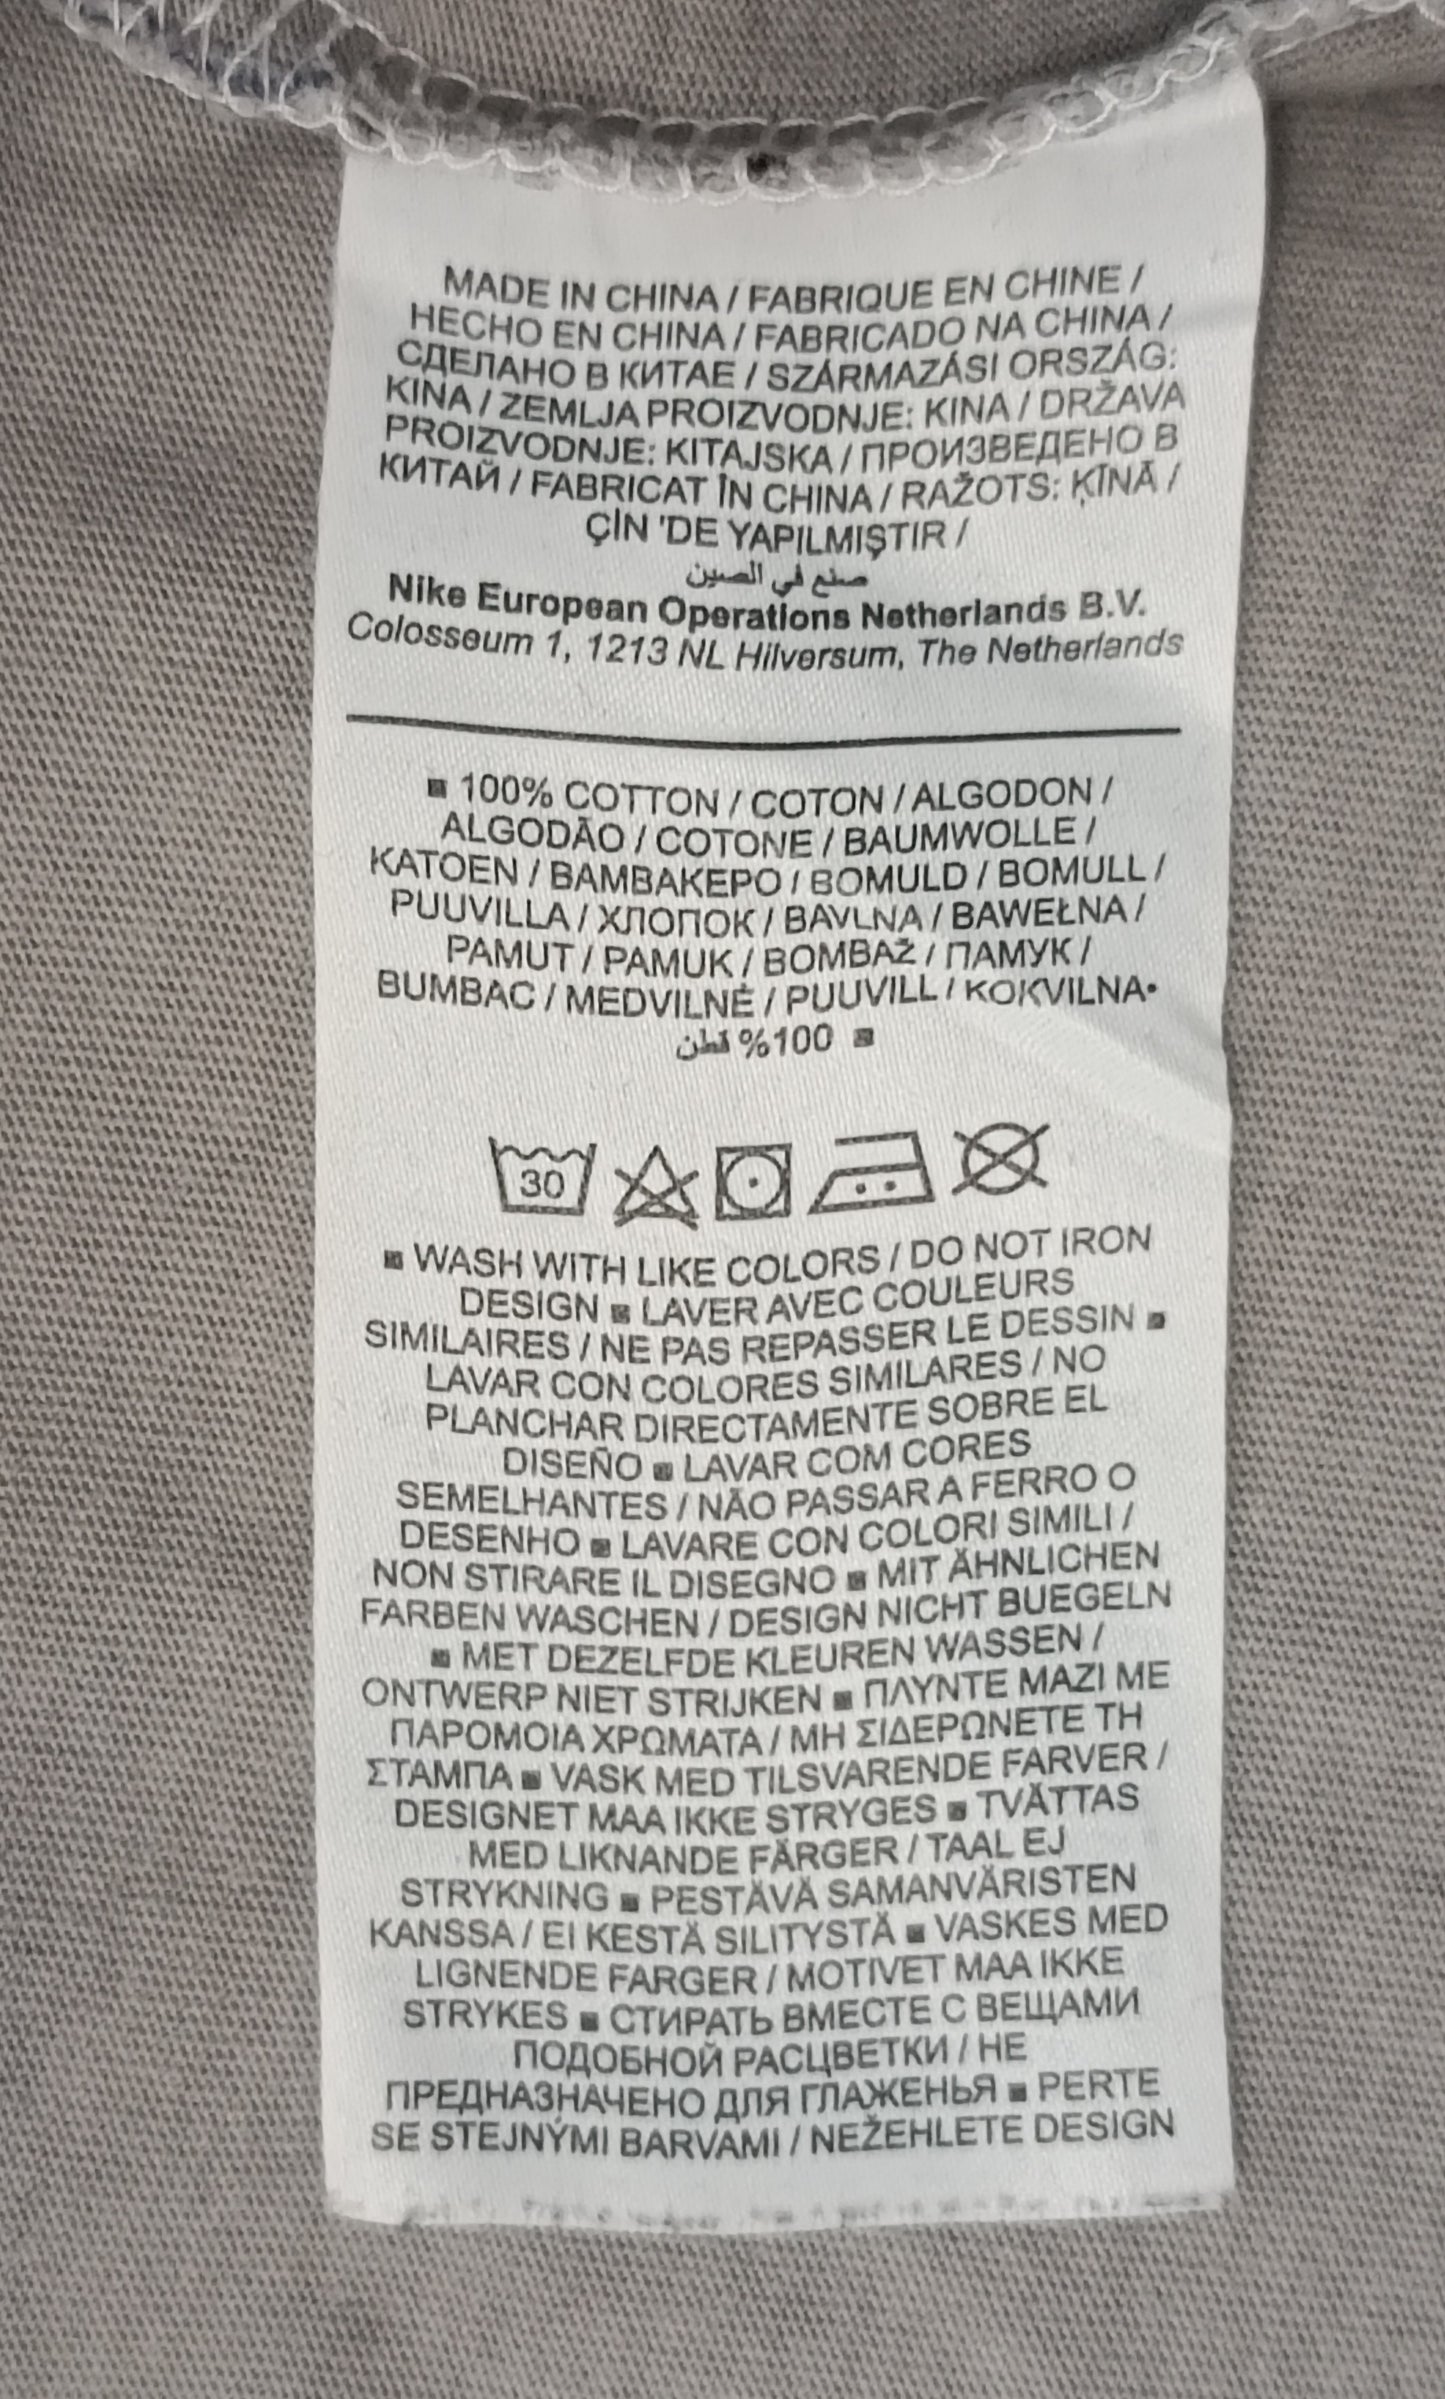 MADE IN CHINA / FABRIQUE EN CHINE /
HECHO EN CHINA / FABRICADO NA CHINA /
СДЕЛАНО В КИТАЕ / SZÁRMAZÁSI ORSZÁG:
KINA / ZEMLJA PROIZVODNJE: KINA / DRŽAVA
PROIZVODNJE: KITAJSKA / ПРОИЗВЕДЕНО В
КИТАЙ / FABRICAT ÎN CHINA / RAŽOTS: ĶĪNĀ /
ÇİN 'DE YAPILMIŞTIR /
صنع في الصين
Nike European Operations Netherlands B.V.
Colosseum 1, 1213 NL Hilversum, The Netherlands
▪ 100% COTTON / COTON / ALGODON /
ALGODÃO / COTONE / BAUMWOLLE /
KATOEN / ΒΑΜΒΑΚΕΡΟ / BOMULD / BOMULL /
PUUVILLA / ХЛОПОК / BAVLNA / BAWEŁNA /
PAMUT / PAMUK / BOMBAŽ / ПАМУК /
BUMBAC / MEDVILNĖ / PUUVILL / KOKVILNA•
▪ 100% قطن
30
▪ WASH WITH LIKE COLORS / DO NOT IRON
DESIGN ▪ LAVER AVEC COULEURS
SIMILAIRES / NE PAS REPASSER LE DESSIN ▪
LAVAR CON COLORES SIMILARES / NO
PLANCHAR DIRECTAMENTE SOBRE EL
DISEÑO ▪ LAVAR COM CORES
SEMELHANTES / NÃO PASSAR A FERRO O
DESENHO ▪ LAVARE CON COLORI SIMILI /
NON STIRARE IL DISEGNO ▪ MIT ÄHNLICHEN
FARBEN WASCHEN / DESIGN NICHT BUEGELN
▪ MET DEZELFDE KLEUREN WASSEN /
ONTWERP NIET STRIJKEN ▪ ΠΛΥΝΤΕ ΜΑΖΙ ΜΕ
ΠΑΡΟΜΟΙΑ ΧΡΩΜΑΤΑ / ΜΗ ΣΙΔΕΡΩΝΕΤΕ ΤΗ
ΣΤΑΜΠΑ ▪ VASK MED TILSVARENDE FARVER /
DESIGNET MAA IKKE STRYGES ▪ TVÄTTAS
MED LIKNANDE FÄRGER / TAAL EJ
STRYKNING ▪ PESTÄVÄ SAMANVÄRISTEN
KANSSA / EI KESTÄ SILITYSTÄ ▪ VASKES MED
LIGNENDE FARGER / MOTIVET MAA IKKE
STRYKES ▪ СТИРАТЬ ВМЕСТЕ С ВЕЩАМИ
ПОДОБНОЙ РАСЦВЕТКИ / НЕ
ПРЕДНАЗНАЧЕНО ДЛЯ ГЛАЖЕНЬЯ ▪ PERTE
SE STEJNÝMI BARVAMI / NEŽEHLETE DESIGN